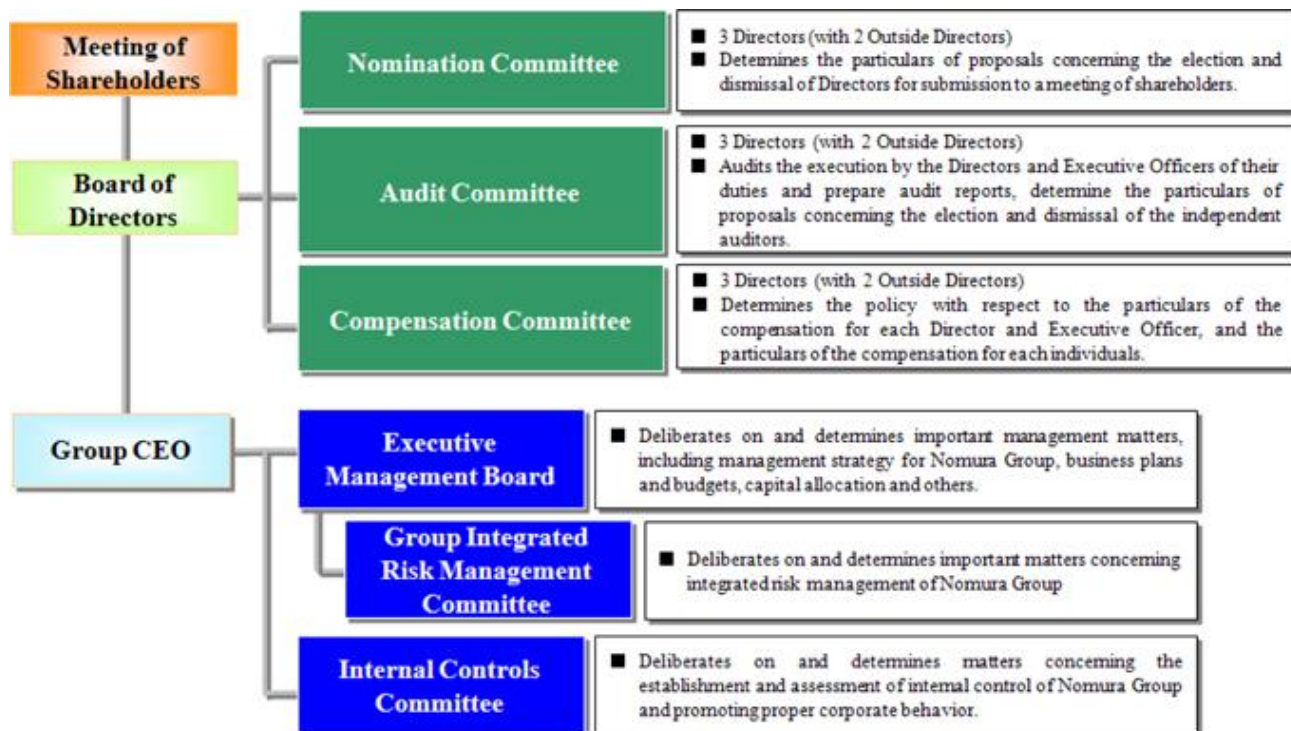 Meeting of
Shareholders
Nomination Committee
■ 3 Directors (with 2 Outside Directors)
■ Determines the particulars of proposals concerning the election and
dismissal of Directors for submission to a meeting of shareholders.
Board of
Directors
Audit Committee
■ 3 Directors (with 2 Outside Directors)
■ Audits the execution by the Directors and Executive Officers of their
duties and prepare audit reports, determine the particulars of
proposals concerning the election and dismissal of the independent
auditors.
Compensation Committee
■ 3 Directors (with 2 Outside Directors)
■ Determines the policy with respect to the particulars of the
compensation for each Director and Executive Officer, and the
particulars of the compensation for each individuals.
Group CEO
Executive
Management Board
■ Deliberates on and determines important management matters,
including management strategy for Nomura Group, business plans
and budgets, capital allocation and others.
Group Integrated
Risk Management
Committee
■ Deliberates on and determines important matters concerning
integrated risk management of Nomura Group
Internal Controls
Committee
■ Deliberates on and determines matters concerning the
establishment and assessment of internal control of Nomura Group
and promoting proper corporate behavior.